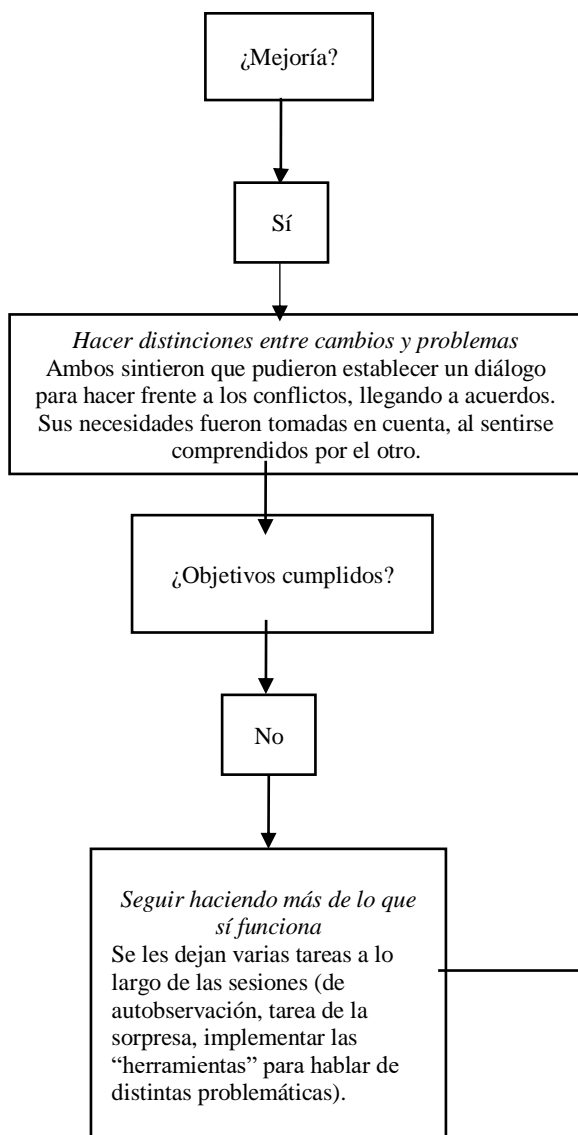 ¿Mejoría?
Sí
Hacer distinciones entre cambios y problemas
Ambos sintieron que pudieron establecer un diálogo
para hacer frente a los conflictos, llegando a acuerdos.
Sus necesidades fueron tomadas en cuenta, al sentirse
comprendidos por el otro.
¿Objetivos cumplidos?
No
Seguir haciendo más de lo que
sí funciona
Se les dejan varias tareas a lo
largo de las sesiones (de
autobservación, tarea de la
sorpresa, implementar las
“herramientas” para hablar de
distintas problemáticas).